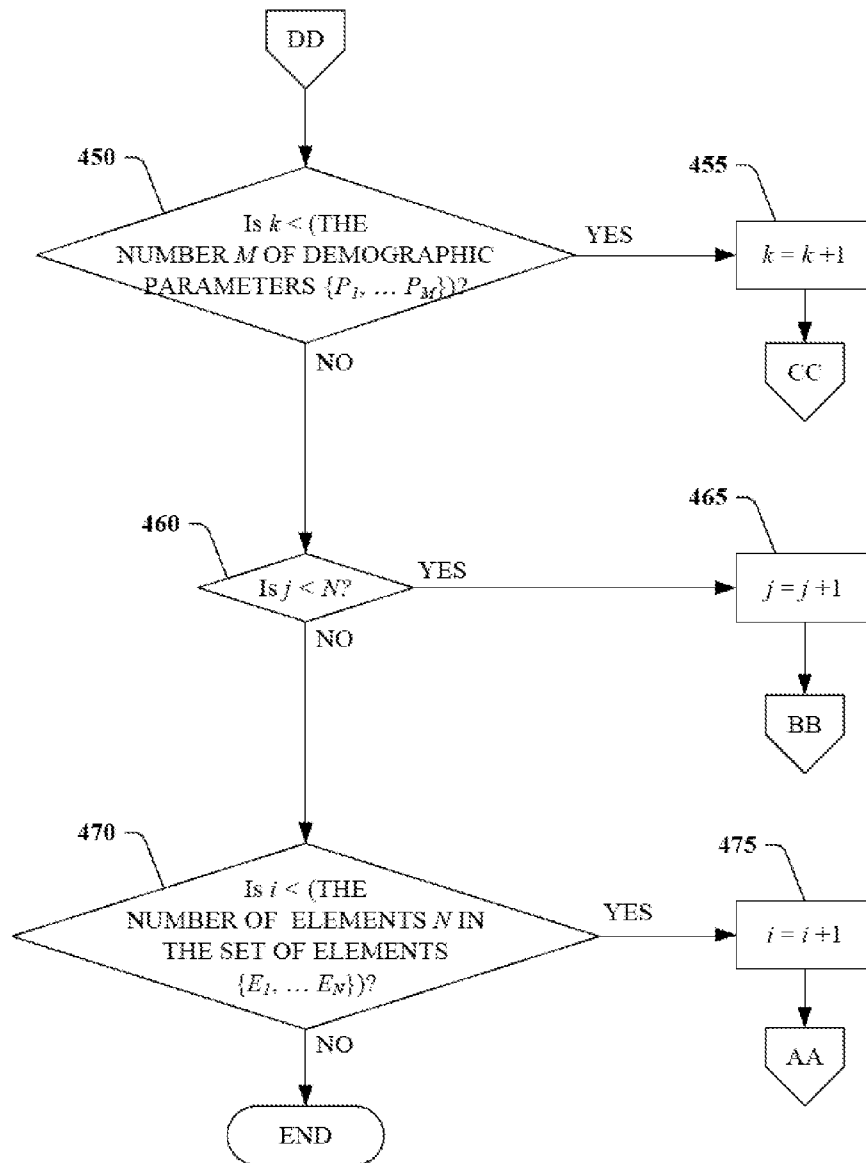 DD
450
Is k < (THE
NUMBER M OF DEMOGRAPHIC
PARAMETERS {P1, ... PM})?
YES
455
k = k+1
CC
NO
460
Is j < N?
YES
465
j = j+1
BB
NO
470
Is i < (THE
NUMBER OF ELEMENTS N IN
THE SET OF ELEMENTS
{E1, ... EN})?
YES
475
i = i+1
AA
NO
END